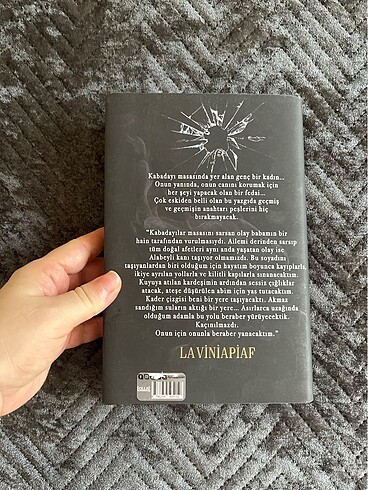 Kabadayı masasında yer alan genç bir kadın...
Onun yanında, onun canını korumak için
her şeyi yapacak olan bir fedai...
Çok eskiden belli olan bu yazgıda geçmiş
ve geçmişin anahtarı peşlerini hiç
bırakmayacak.
"Kabadayılar masasını sarsan olay babamın bir
hain tarafından vurulmasıydı. Ailemi derinden sarsıp
tüm doğal afetleri aynı anda yaşatan olay ise.
Alabeyli kanı taşıyor olmamızdı. Bu soyadını
taşıyanlardan biri olduğum için hayatım boyunca kayıplarla,
ikiye ayrılan yollarla ve kilitli kapılarla sınanacaktım.
Kuyuya atılan kardeşimin ardından sessiz çığlıklar
atacak, ateşe düşürülen abim için yas tutacaktım.
Kader çizgisi beni bir yere taşıyacaktı. Akmaz
sandığım suların aktığı bir yere... Asırlarca uzağında
olduğum adamla bu yolu beraber yürüyecektik.
Kaçınılmazdı.
Onun için onunla beraber yanacaktım."
LAVİNİAPİAF